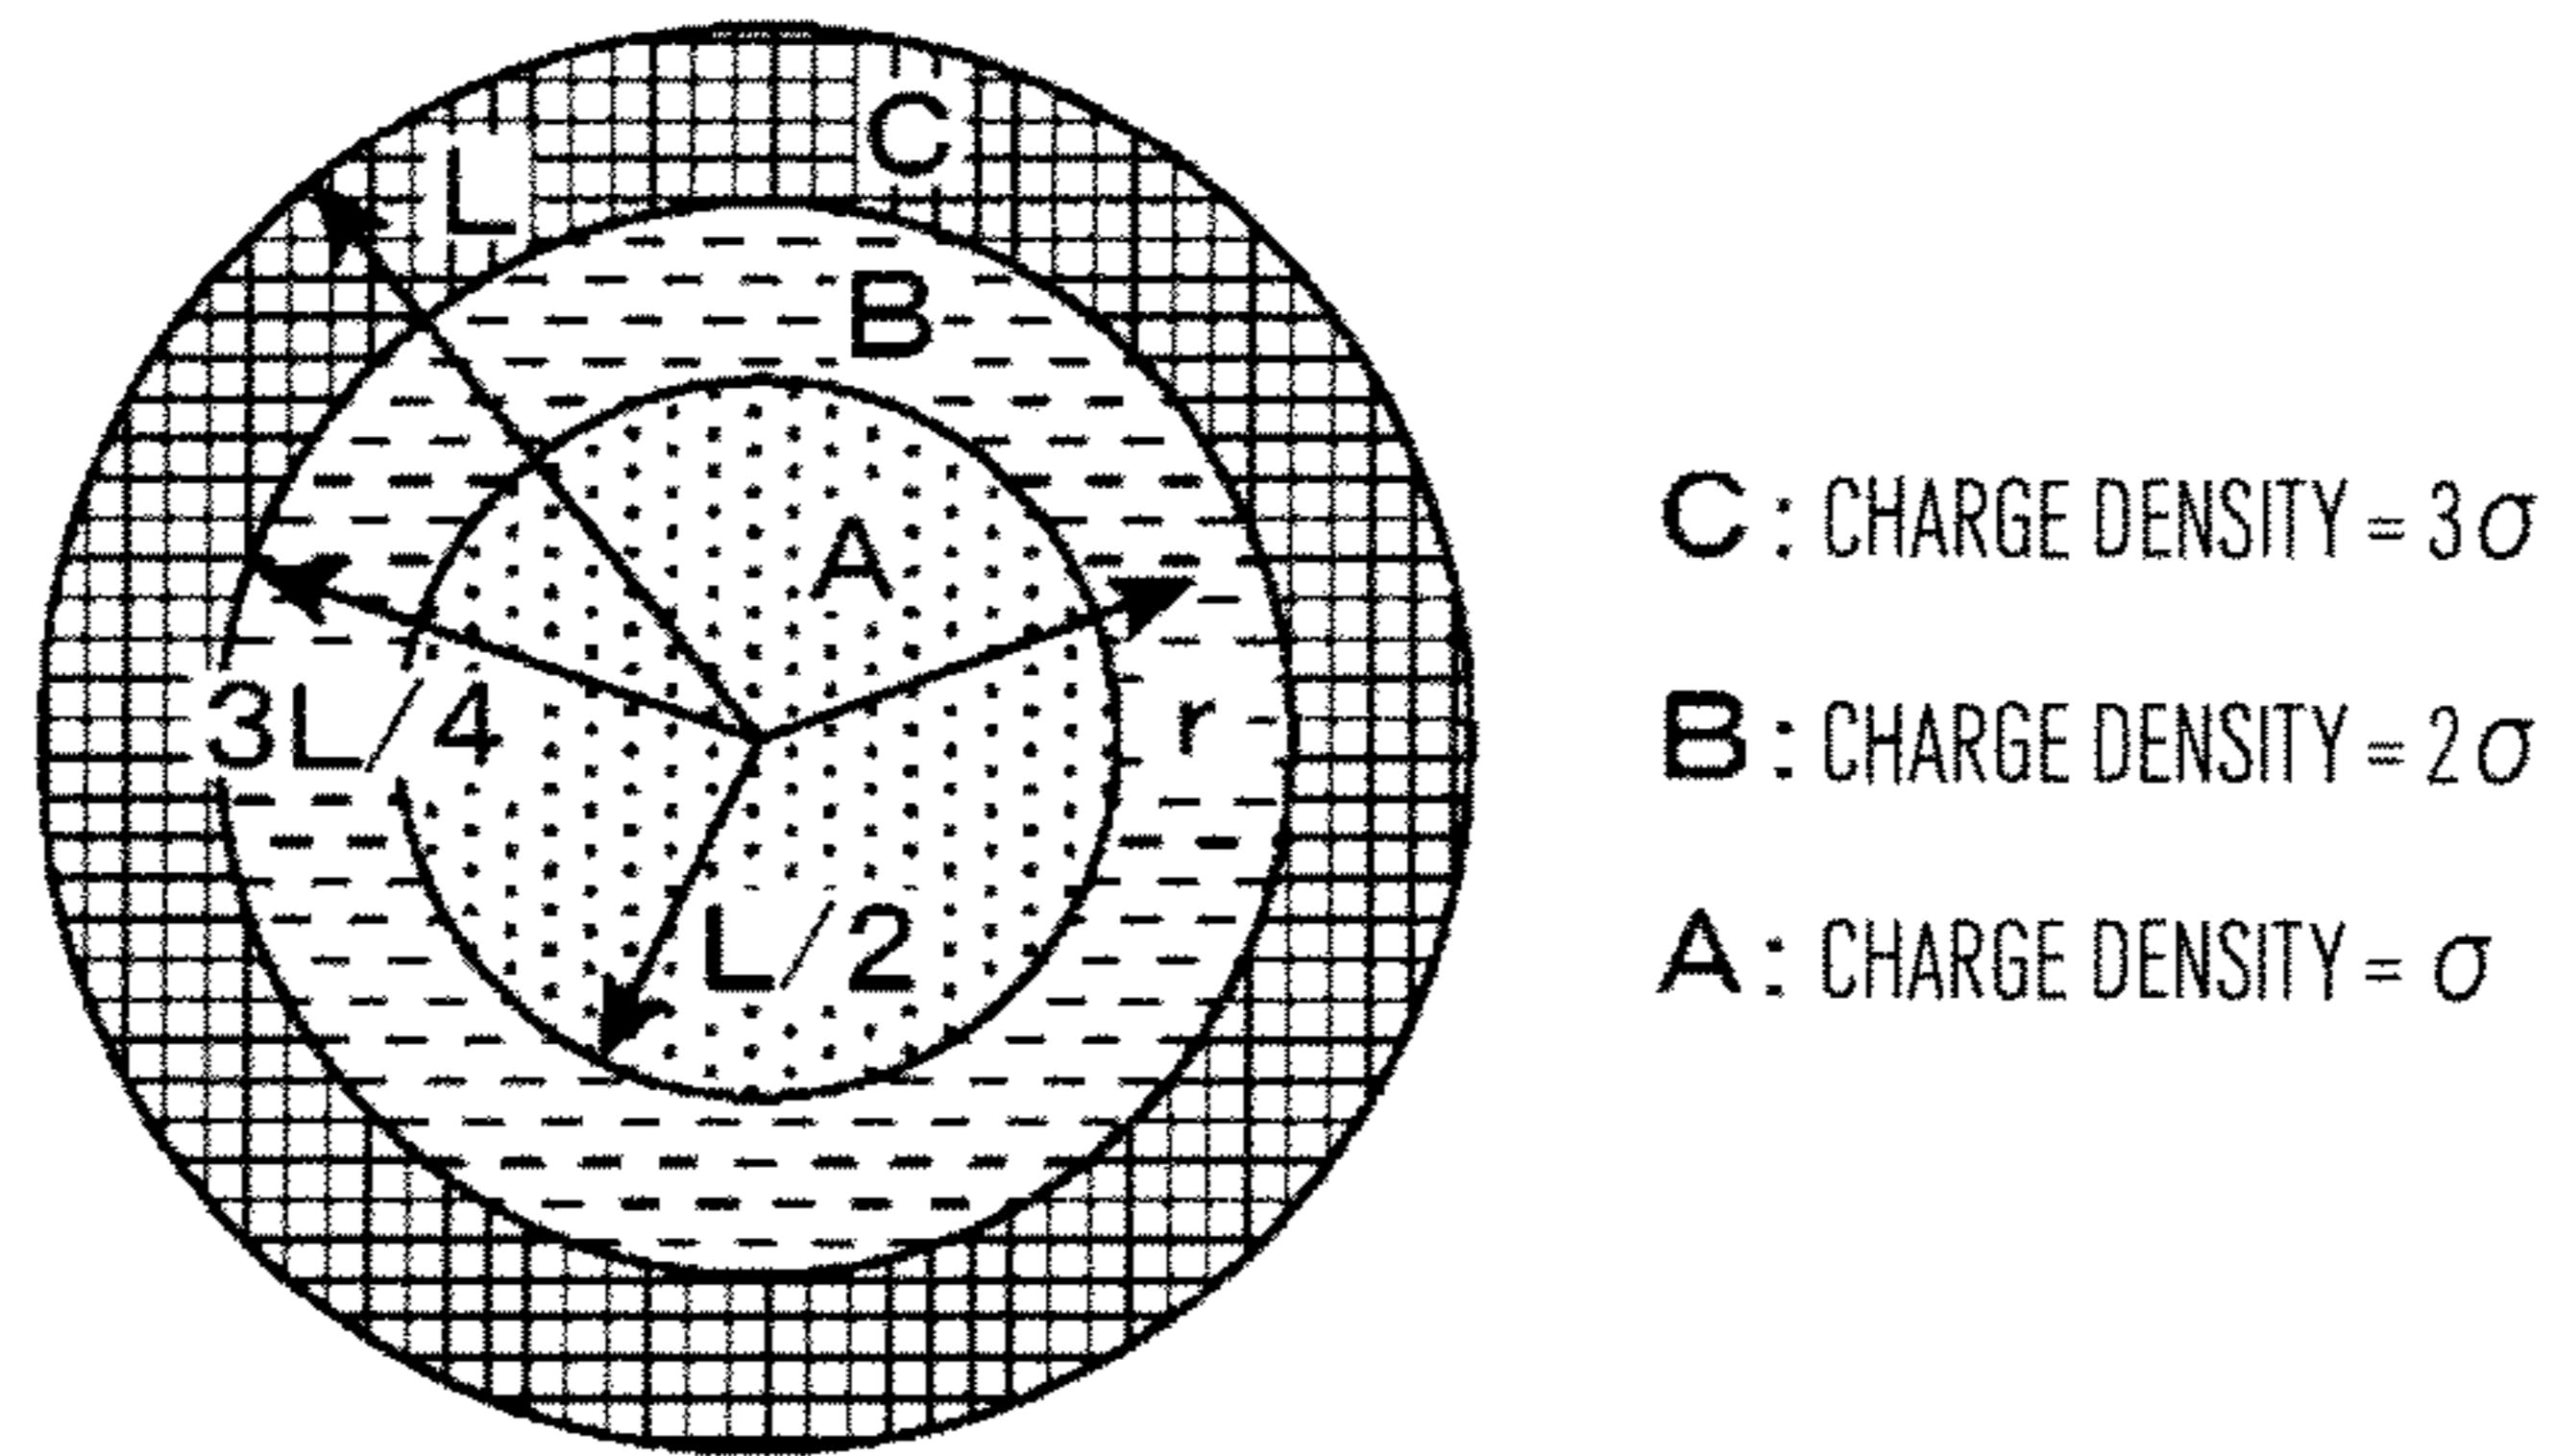 C
L
B
A
3L/4
r
L/2
C: CHARGE DENSITY = 3σ
B: CHARGE DENSITY = 2σ
A: CHARGE DENSITY = σ